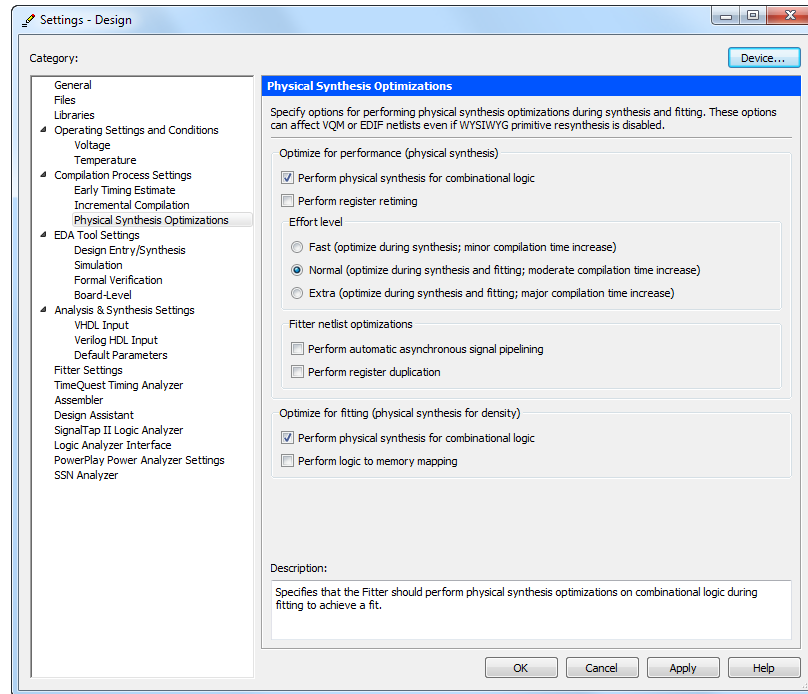 Settings - Design
Category:
Device...
General
Files
Libraries
Operating Settings and Conditions
Voltage
Temperature
Compilation Process Settings
Early Timing Estimate
Incremental Compilation
Physical Synthesis Optimizations
EDA Tool Settings
Design Entry/Synthesis
Simulation
Formal Verification
Board-Level
Analysis & Synthesis Settings
VHDL Input
Verilog HDL Input
Default Parameters
Fitter Settings
TimeQuest Timing Analyzer
Assembler
Design Assistant
SignalTap II Logic Analyzer
Logic Analyzer Interface
PowerPlay Power Analyzer Settings
SSN Analyzer
Physical Synthesis Optimizations
Specify options for performing physical synthesis optimizations during synthesis and fitting. These options
can affect VQM or EDIF netlists even if WYSIWYG primitive resynthesis is disabled.
Optimize for performance (physical synthesis)
Perform physical synthesis for combinational logic
Perform register retiming
Effort level
Fast (optimize during synthesis; minor compilation time increase)
Normal (optimize during synthesis and fitting; moderate compilation time increase)
Extra (optimize during synthesis and fitting; major compilation time increase)
Fitter netlist optimizations
Perform automatic asynchronous signal pipelining
Perform register duplication
Optimize for fitting (physical synthesis for density)
Perform physical synthesis for combinational logic
Perform logic to memory mapping
Description:
Specifies that the Fitter should perform physical synthesis optimizations on combinational logic during
fitting to achieve a fit.
OK
Cancel
Apply
Help